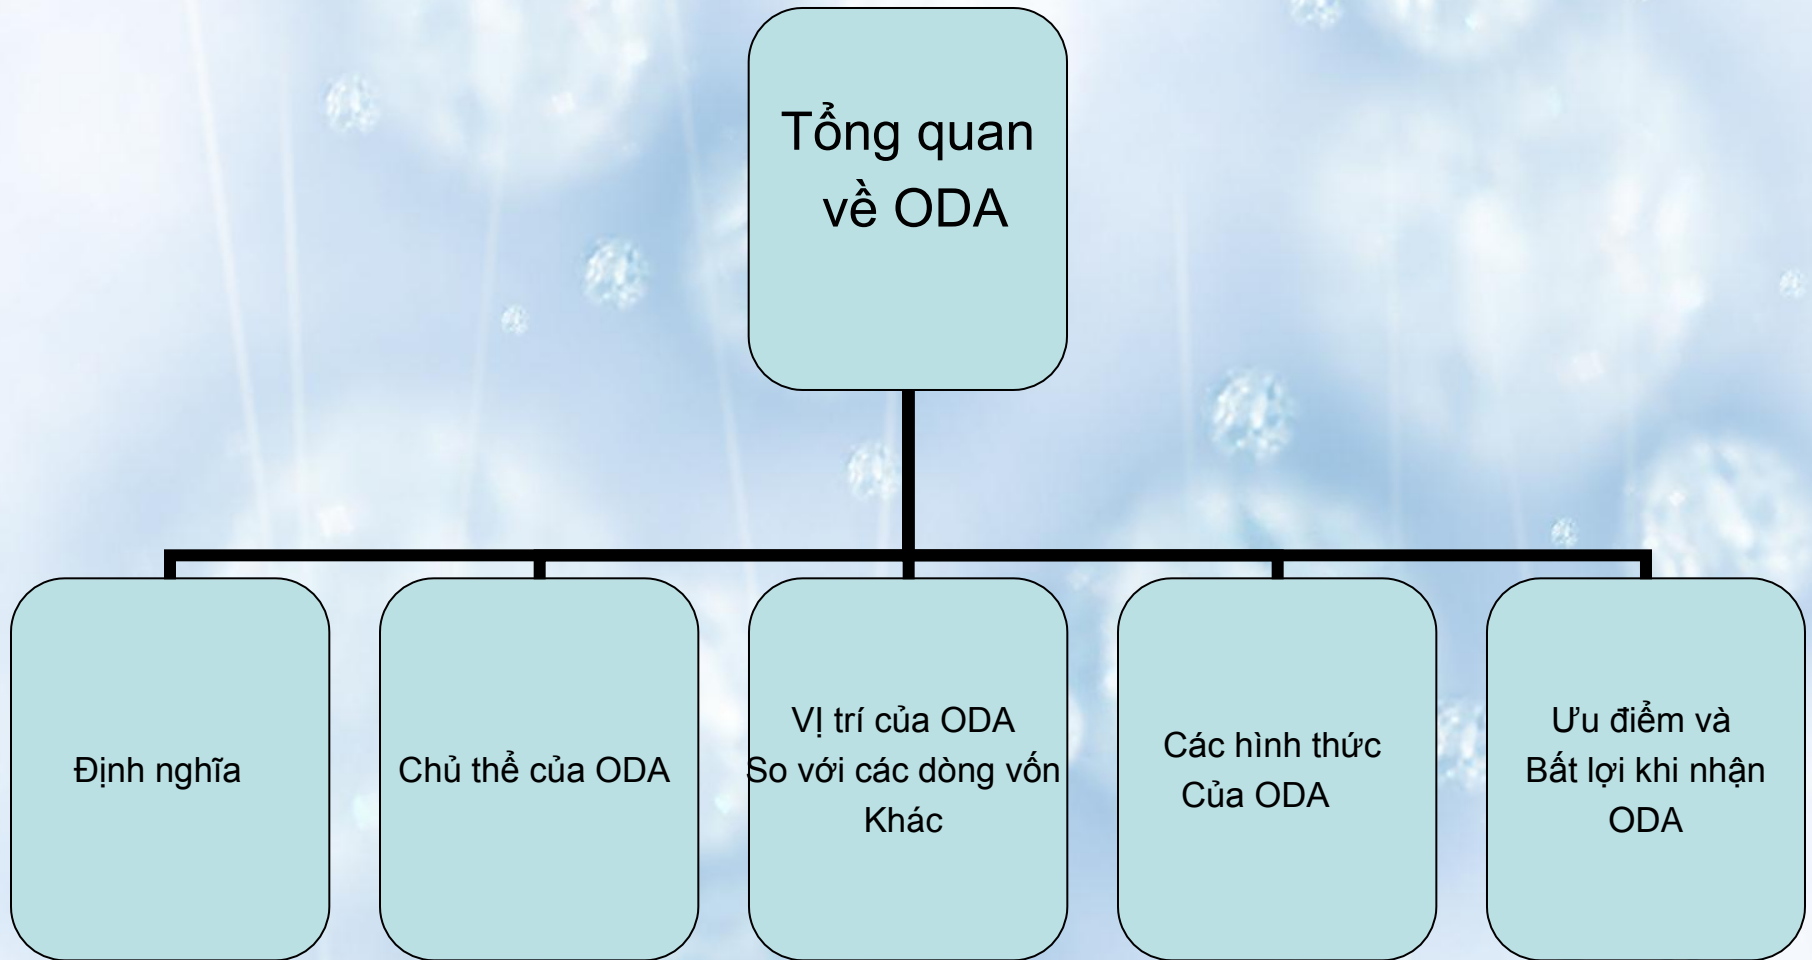 Tổng quan
về ODA
Định nghĩa
Chủ thể của ODA
VỊ trí của ODA
So với các dòng vốn
Khác
Các hình thức
Của ODA
Ưu điểm và
Bất lợi khi nhận
ODA